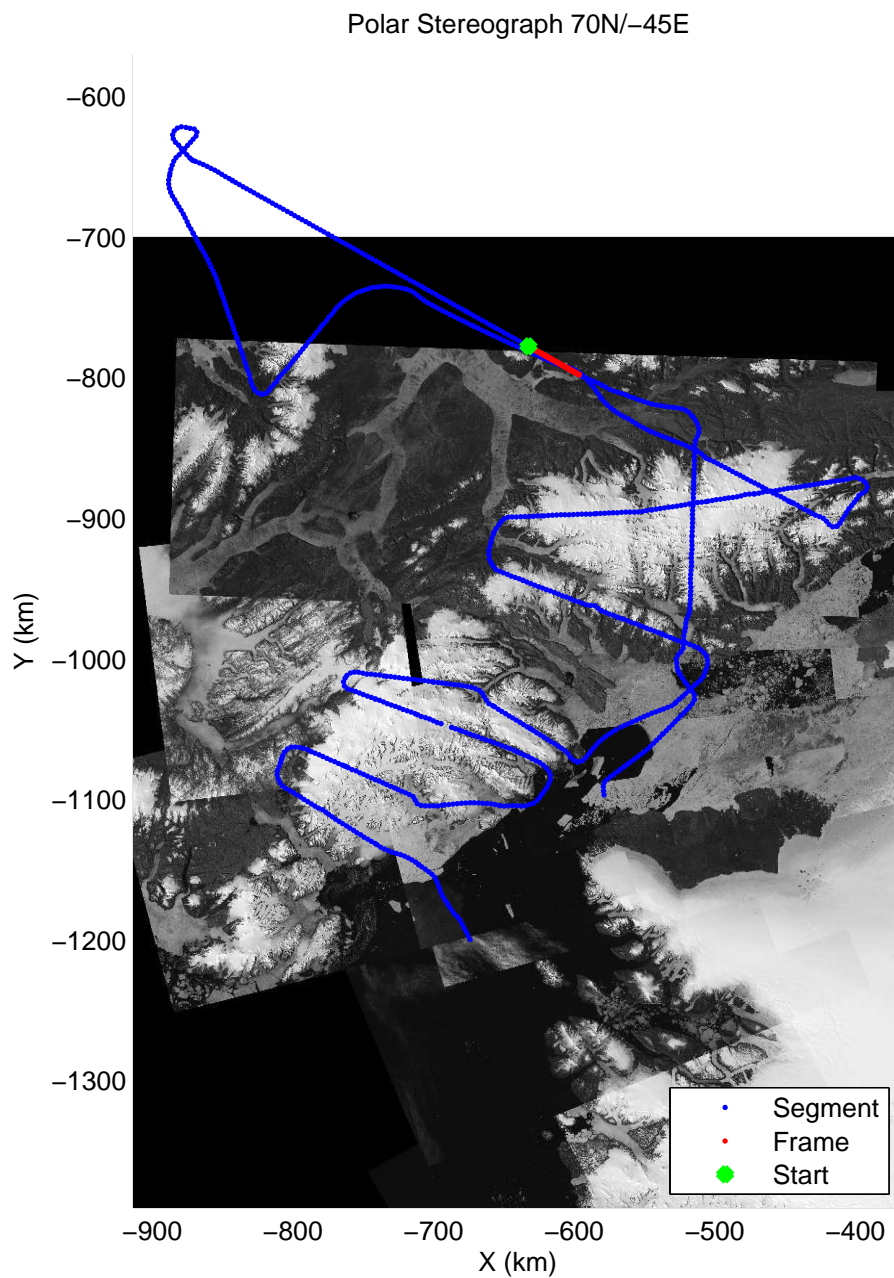 Polar Stereograph 70N/−45E
−600
−700
−800
−900
−1000
−1100
−1200
−1300
Y (km)
−900 −800 −700 −600 −500 −400
X (km)
Segment
Frame
Start